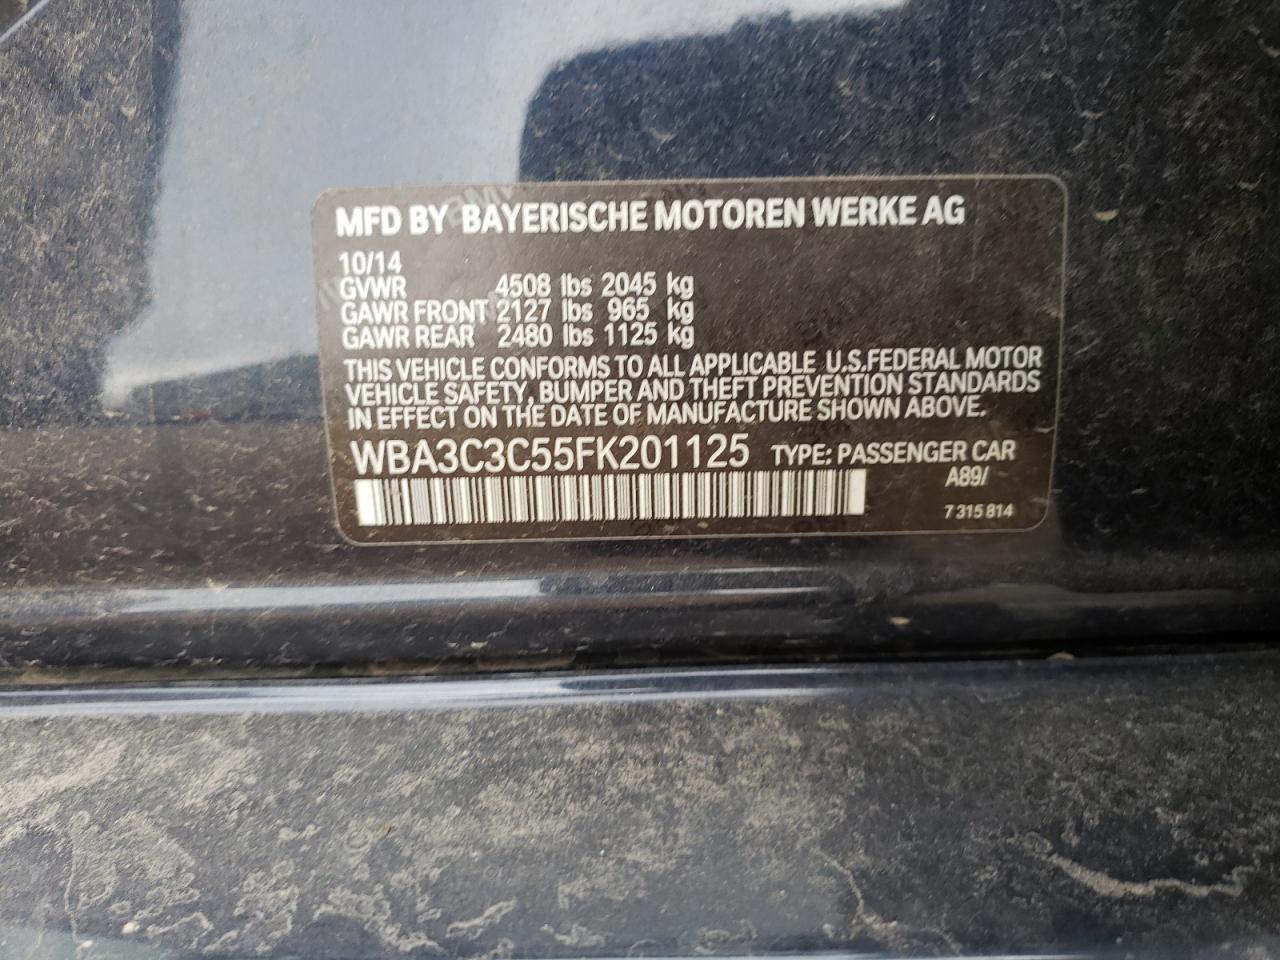 MFD BY BAYERISCHE MOTOREN WERKE AG
10/14
GVWR 4508 lbs 2045 kg
GAWR FRONT 2127 lbs 965 kg
GAWR REAR 2480 lbs 1125 kg
THIS VEHICLE CONFORMS TO ALL APPLICABLE U.S.FEDERAL MOTOR
VEHICLE SAFETY, BUMPER AND THEFT PREVENTION STANDARDS
IN EFFECT ON THE DATE OF MANUFACTURE SHOWN ABOVE.
WBA3C3C55FK201125 TYPE: PASSENGER CAR
A89/
7 315 814